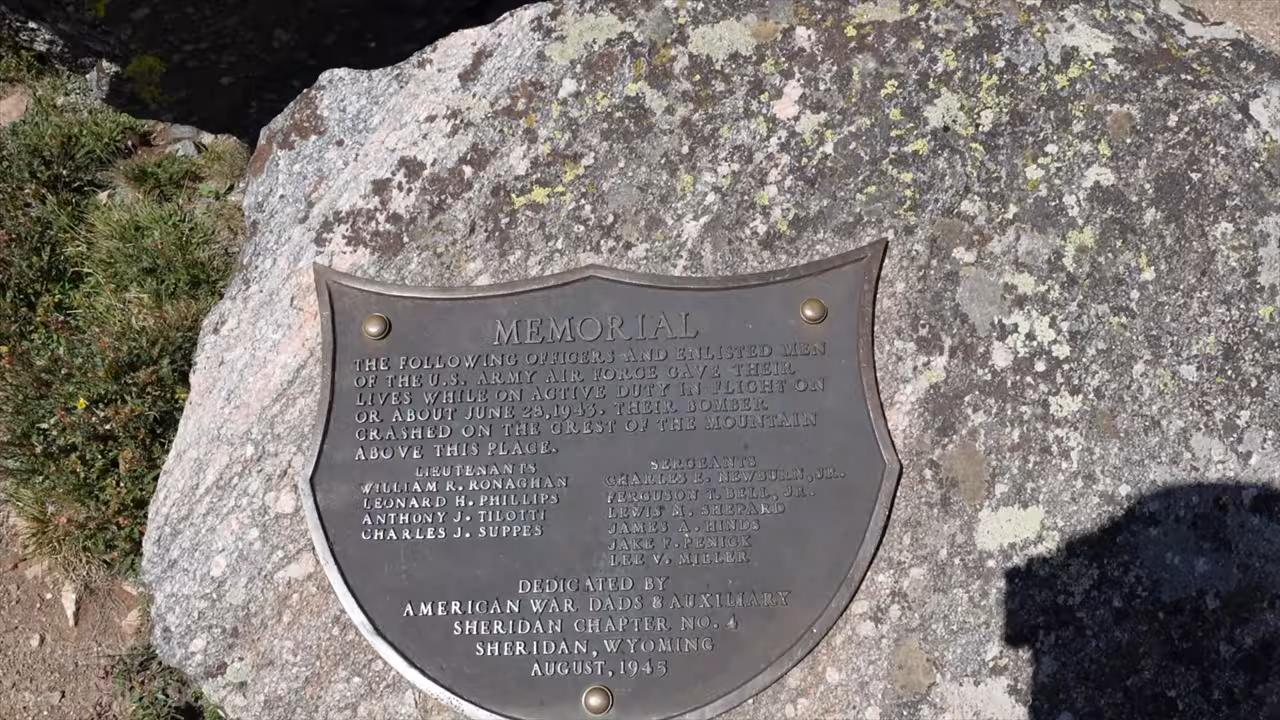 MEMORIAL
THE FOLLOWING OFFICERS AND ENLISTED MEN
OF THE U.S. ARMY AIR FORCE GAVE THEIR
LIVES WHILE ON ACTIVE DUTY IN FLIGHT ON
OR ABOUT JUNE 28, 1943. THEIR BOMBER
CRASHED ON THE CREST OF THE MOUNTAIN
ABOVE THIS PLACE.
LIEUTENANTS
WILLIAM R. RONAGHAN
LEONARD H. PHILLIPS
ANTHONY J. TILOTTI
CHARLES J. SUPPES
SERGEANTS
CHARLES E. NEWBURN, JR.
FERGUSON T. BELL, JR.
LEWIS M. SHEPARD
JAMES A. HINDS
JAKE F. PENICK
LEE V. MILLER
DEDICATED BY
AMERICAN WAR DADS & AUXILIARY
SHERIDAN CHAPTER NO. 4
SHERIDAN, WYOMING
AUGUST, 1945